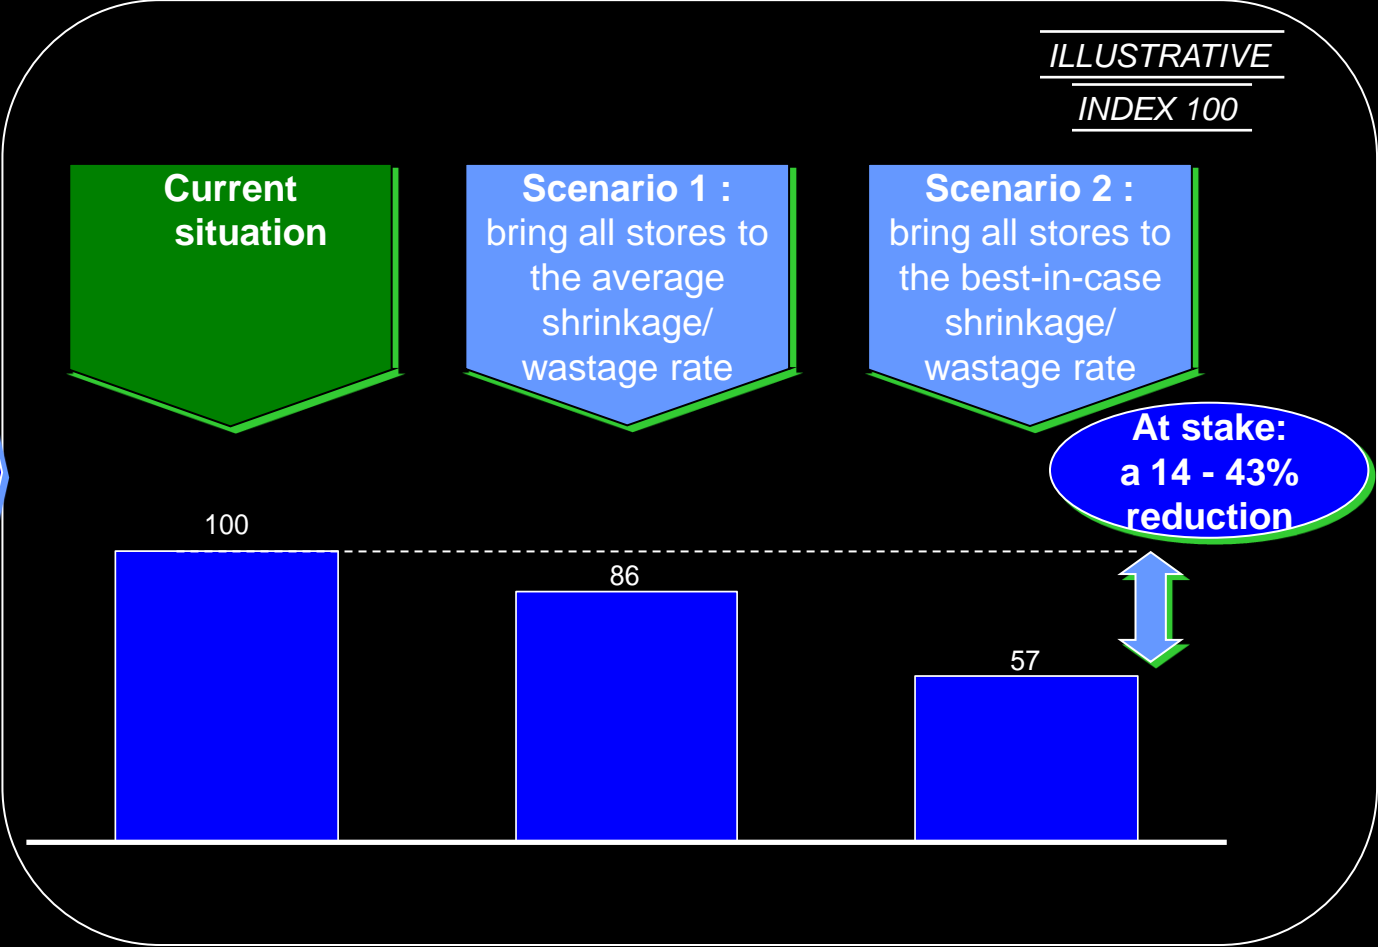 ILLUSTRATIVE
INDEX 100
Current
situation
Scenario 1 :
bring all stores to
the average
shrinkage/
wastage rate
Scenario 2 :
bring all stores to
the best-in-case
shrinkage/
wastage rate
At stake:
a 14 - 43%
reduction
100
86
57